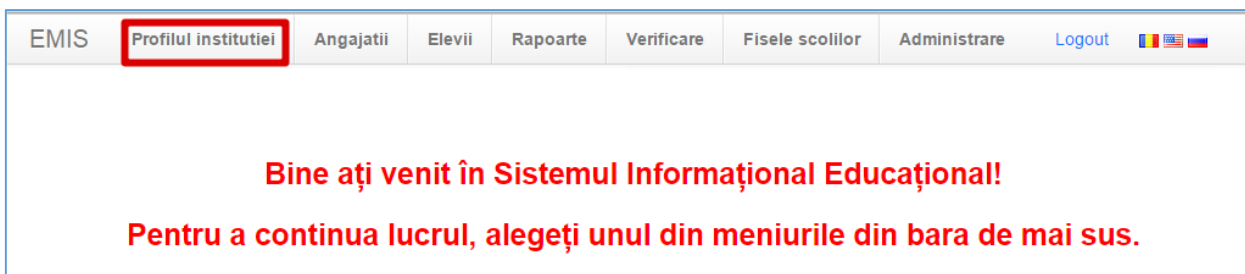 EMIS Profilul institutiei Angajatii Elevii Rapoarte Verificare Fisele scolilor Administrare Logout
Bine ați venit în Sistemul Informațional Educațional!
Pentru a continua lucrul, alegeți unul din meniurile din bara de mai sus.